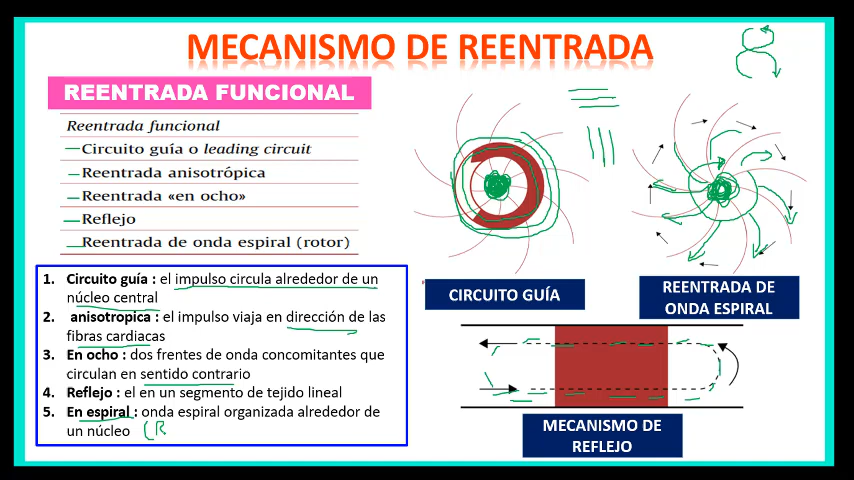 MECANISMO DE REENTRADA
REENTRADA FUNCIONAL
Reentrada funcional
Circuito guía o leading circuit
Reentrada anisotrópica
Reentrada «en ocho»
Reflejo
Reentrada de onda espiral (rotor)
1. Circuito guía : el impulso circula alrededor de un
núcleo central
2. anisotropica : el impulso viaja en dirección de las
fibras cardiacas
3. En ocho : dos frentes de onda concomitantes que
circulan en sentido contrario
4. Reflejo : el en un segmento de tejido lineal
5. En espiral : onda espiral organizada alrededor de
un núcleo (R
CIRCUITO GUÍA
REENTRADA DE
ONDA ESPIRAL
MECANISMO DE
REFLEJO